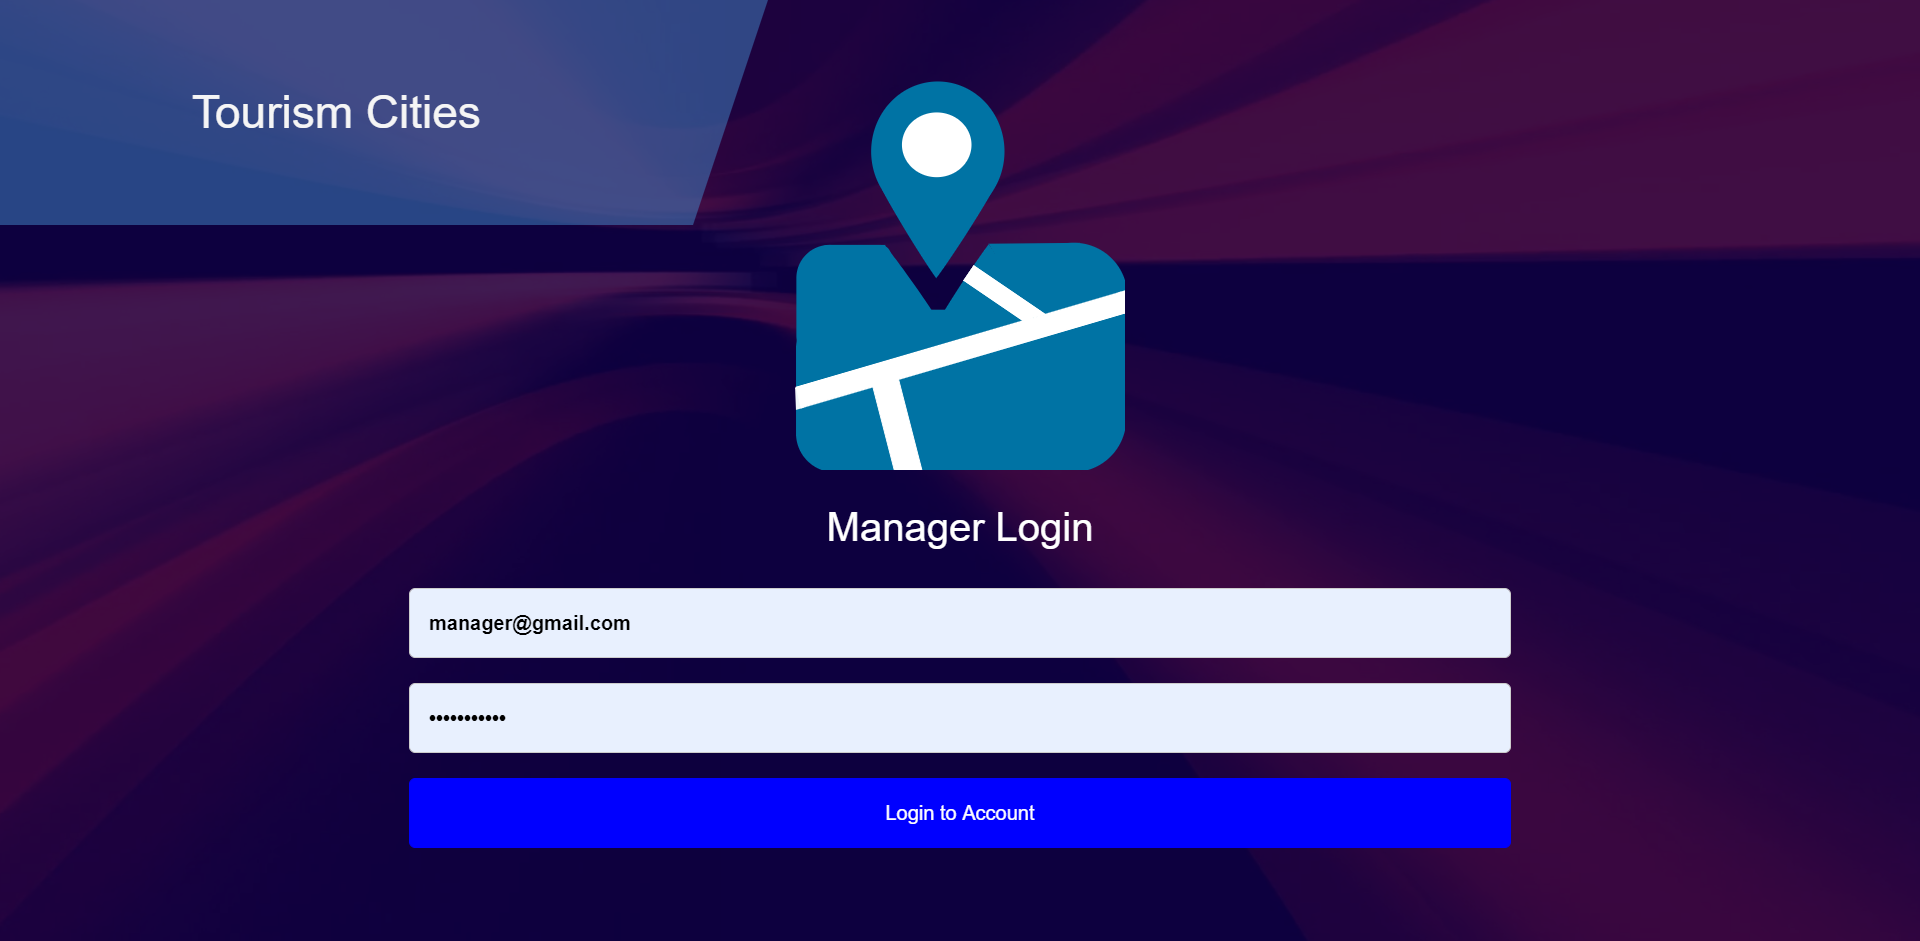 Tourism Cities
Manager Login
manager@gmail.com
•••••••••••
Login to Account